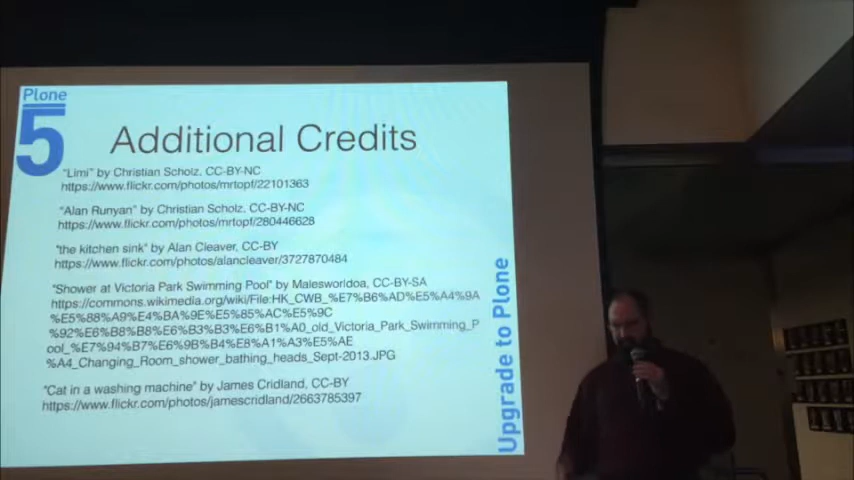 Plone
5
Additional Credits
"Limi" by Christian Scholz, CC-BY-NC
https://www.flickr.com/photos/mrtopf/22101363
"Alan Runyan" by Christian Scholz, CC-BY-NC
https://www.flickr.com/photos/mrtopf/280446628
"the kitchen sink" by Alan Cleaver, CC-BY
https://www.flickr.com/photos/alancleaver/3727870484
"Shower at Victoria Park Swimming Pool" by Malesworldoa, CC-BY-SA
https://commons.wikimedia.org/wiki/File:HK_CWB_%E7%B6%AD%E5%A4%9A
%E5%88%A9%E4%BA%9E%E5%85%AC%E5%9C
%92%E6%B8%B8%E6%B3%B3%E6%B1%A0_old_Victoria_Park_Swimming_P
ool_%E7%94%B7%E6%9B%B4%E8%A1%A3%E5%AE
%A4_Changing_Room_shower_bathing_heads_Sept-2013.JPG
"Cat in a washing machine" by James Cridland, CC-BY
https://www.flickr.com/photos/jamescridland/2663785397
Upgrade to Plone